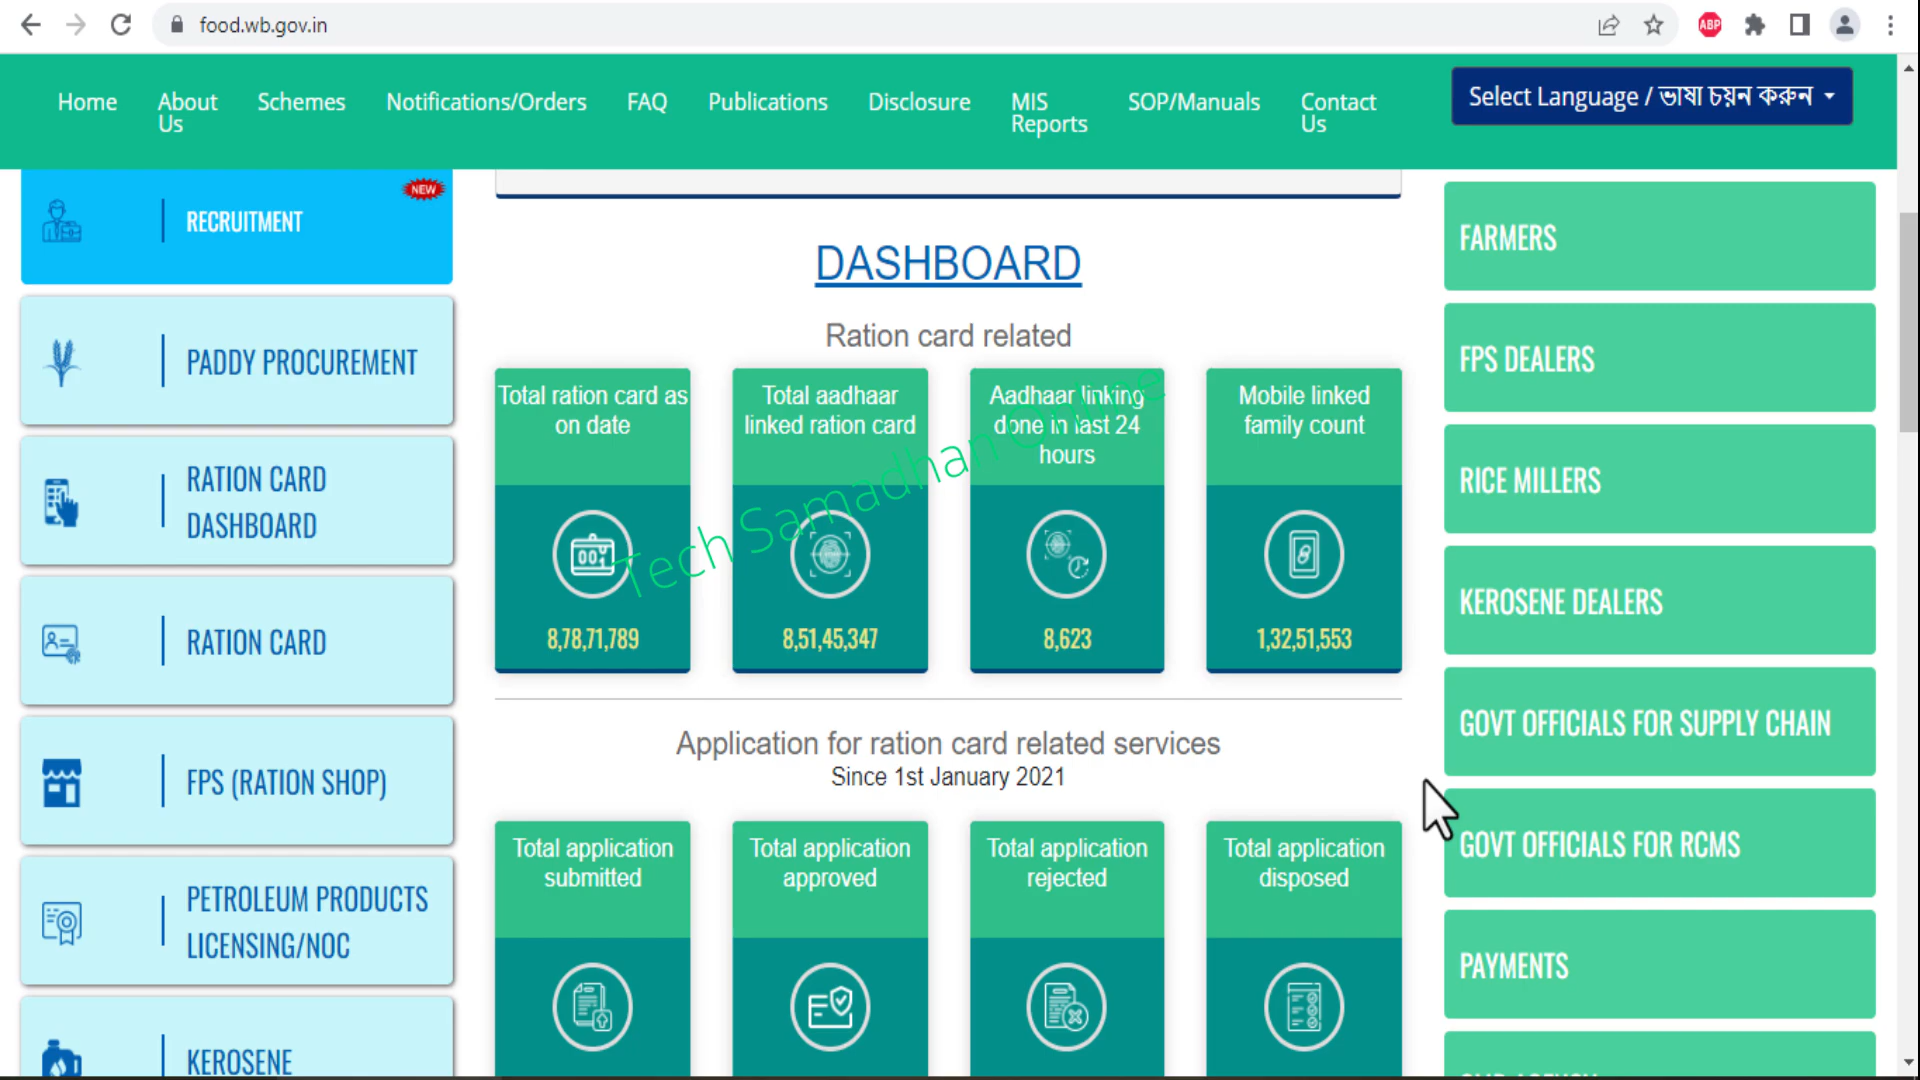 food.wb.gov.in
ABP
Home
About
Us
Schemes
Notifications/Orders
FAQ
Publications
Disclosure
MIS
Reports
SOP/Manuals
Contact
Us
Select Language / ভাষা চয়ন করুন
NEW
RECRUITMENT
PADDY PROCUREMENT
RATION CARD
DASHBOARD
RATION CARD
FPS (RATION SHOP)
PETROLEUM PRODUCTS
LICENSING/NOC
KEROSENE
DASHBOARD
Ration card related
Total ration card as
on date
001
8,78,71,789
Total aadhaar
linked ration card
8,51,45,347
Aadhaar linking
done in last 24
hours
8,623
Mobile linked
family count
1,32,51,553
Tech Samadhan Online
Application for ration card related services
Since 1st January 2021
Total application
submitted
Total application
approved
Total application
rejected
Total application
disposed
FARMERS
FPS DEALERS
RICE MILLERS
KEROSENE DEALERS
GOVT OFFICIALS FOR SUPPLY CHAIN
GOVT OFFICIALS FOR RCMS
PAYMENTS